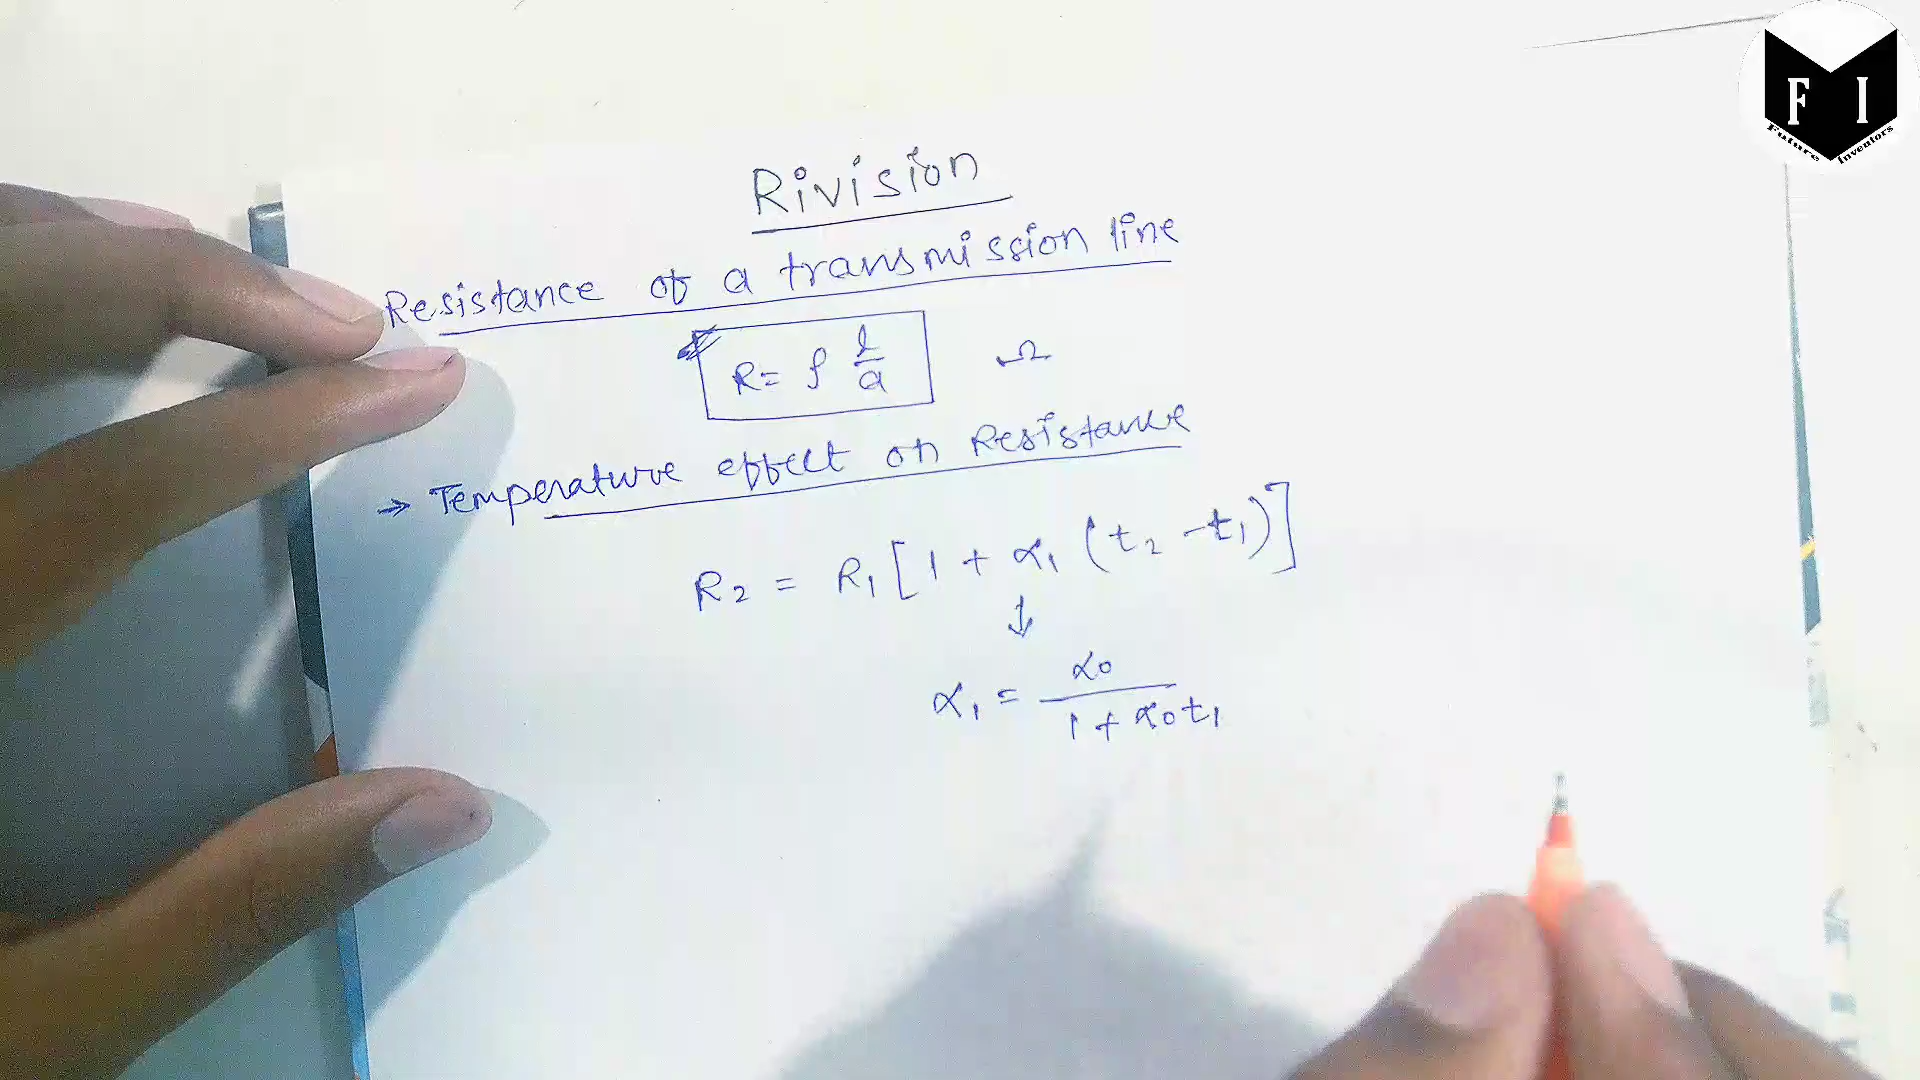 F I
Future Inventors
Rivision
Resistance of a transmission line
R = ρ l/a Ω
→ Temperature effect on Resistance
R2 = R1 [1 + α1 (t2 - t1)]
↓
α1 = α0 / 1 + α0t1